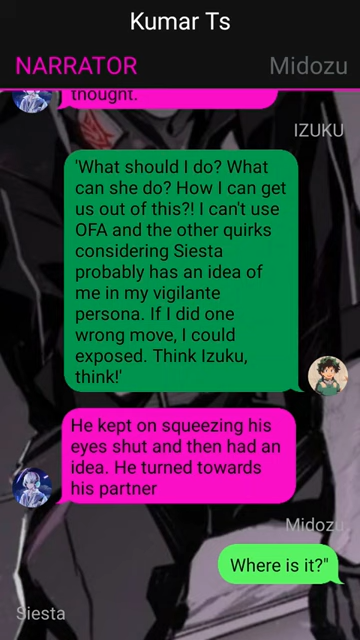 Kumar Ts
NARRATOR Midozu
thought.
IZUKU
'What should I do? What
can she do? How I can get
us out of this?! I can't use
OFA and the other quirks
considering Siesta
probably has an idea of
me in my vigilante
persona. If I did one
wrong move, I could
exposed. Think Izuku,
think!'
He kept on squeezing his
eyes shut and then had an
idea. He turned towards
his partner
Midozu
Where is it?"
Siesta